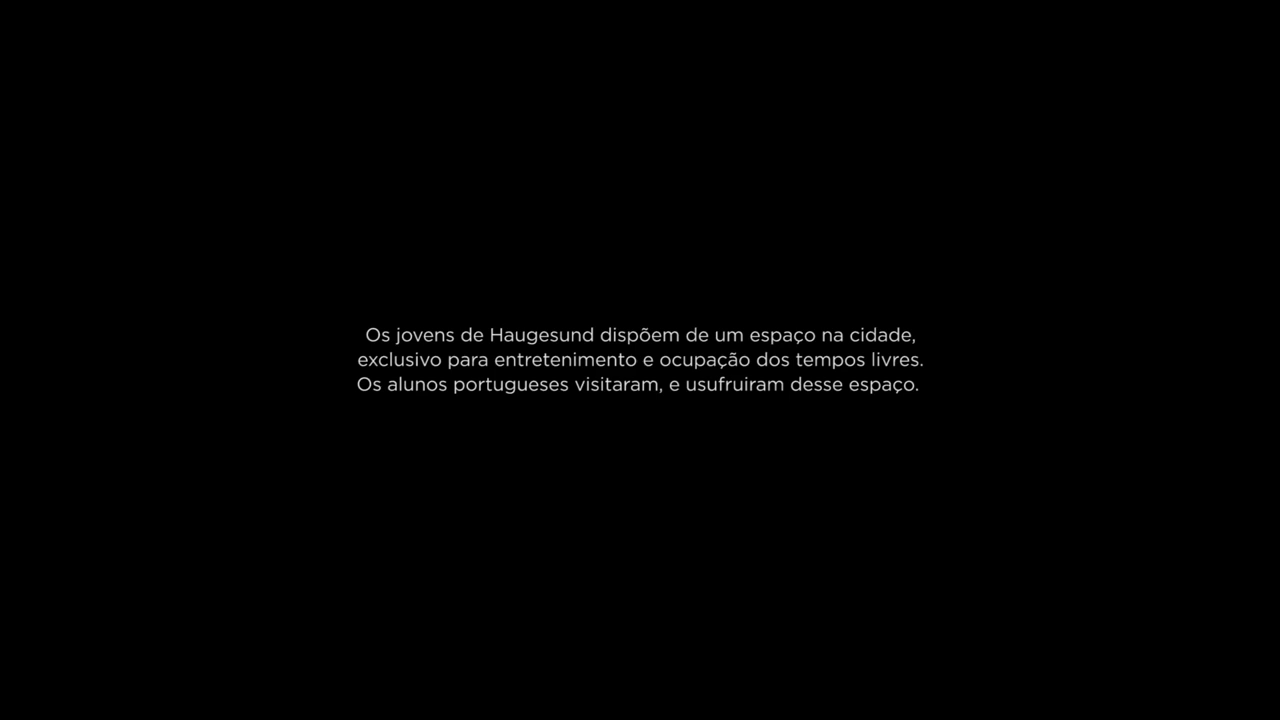 Os jovens de Haugesund dispõem de um espaço na cidade,
exclusivo para entretenimento e ocupação dos tempos livres.
Os alunos portugueses visitaram, e usufruiram desse espaço.